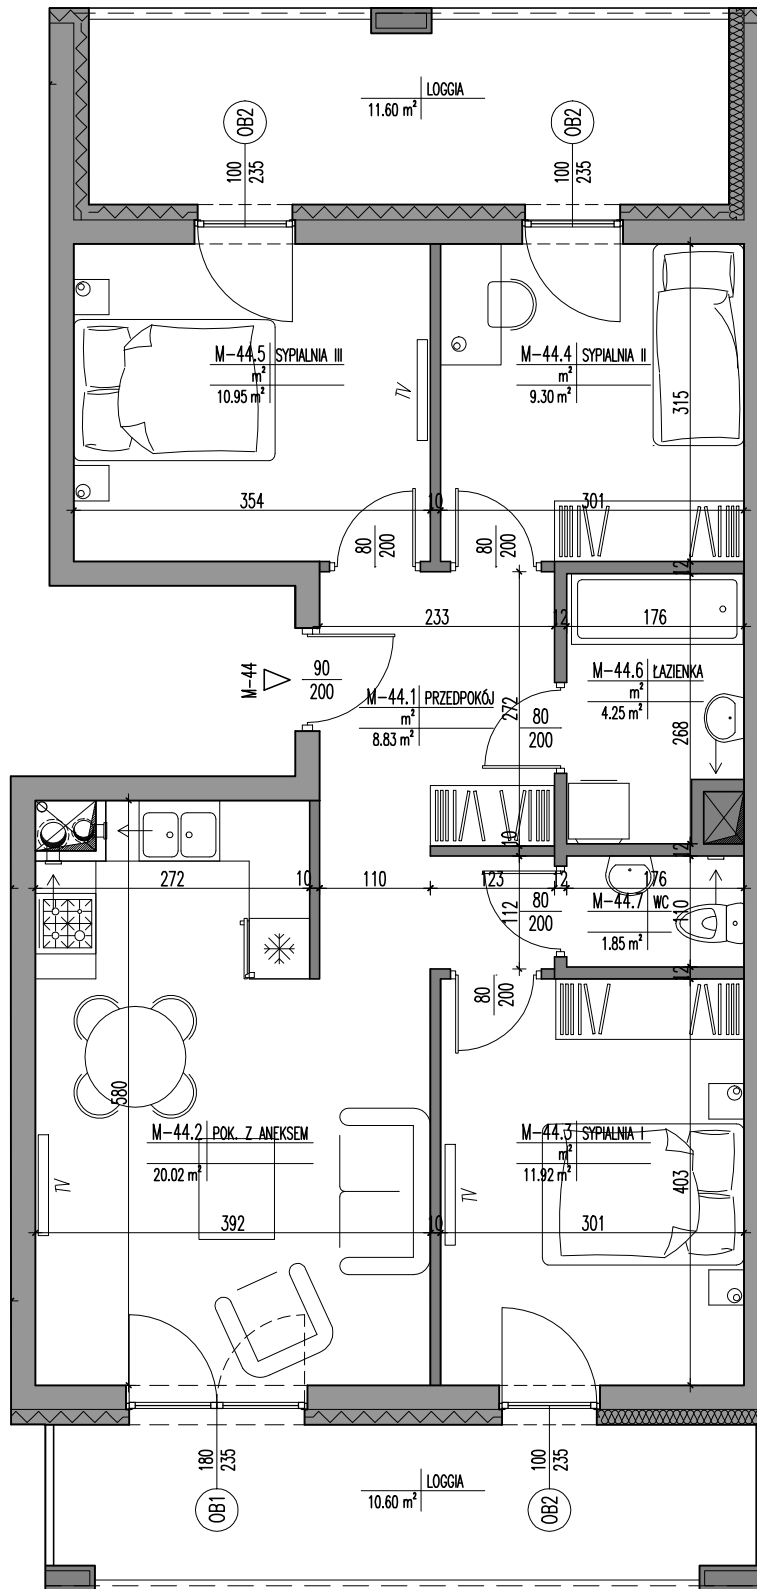 LOGGIA
11.60 m²
OB2
100
235
OB2
100
235
M-44.5 SYPIALNIA III
m²
10.95 m²
TV
M-44.4 SYPIALNIA II
m²
9.30 m²
315
354
10
301
80
200
80
200
12
233
12
176
M-44
90
200
M-44.1 PRZEDPOKÓJ
m²
8.83 m²
272
80
200
M-44.6 ŁAZIENKA
m²
4.25 m²
268
10
12
272
10
110
123
12
176
112
80
200
M-44.7 WC
1.85 m²
110
12
80
200
580
M-44.2 POK. Z ANEKSEM
20.02 m²
TV
M-44.3 SYPIALNIA I
m²
11.92 m²
403
TV
392
10
301
180
235
OB1
LOGGIA
10.60 m²
100
235
OB2